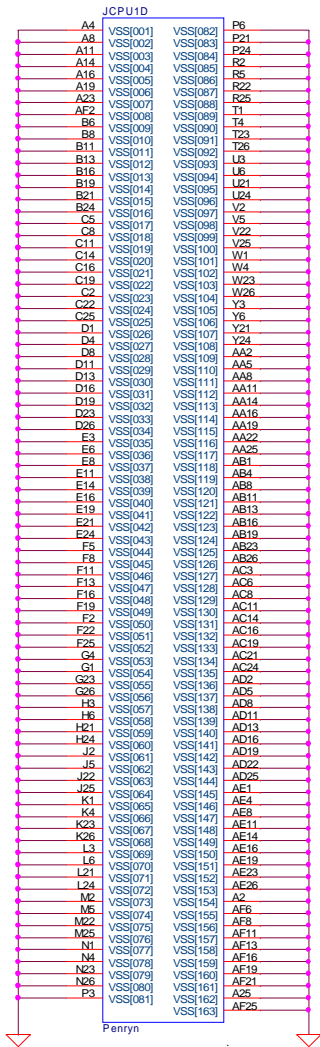 JCPU1D
A4 VSS[001] VSS[082] P6
A8 VSS[002] VSS[083] P21
A11 VSS[003] VSS[084] P24
A14 VSS[004] VSS[085] R2
A16 VSS[005] VSS[086] R5
A19 VSS[006] VSS[087] R22
A23 VSS[007] VSS[088] R25
AF2 VSS[008] VSS[089] T1
B6 VSS[009] VSS[090] T4
B8 VSS[010] VSS[091] T23
B11 VSS[011] VSS[092] T26
B13 VSS[012] VSS[093] U3
B16 VSS[013] VSS[094] U6
B19 VSS[014] VSS[095] U21
B21 VSS[015] VSS[096] U24
B24 VSS[016] VSS[097] V2
C5 VSS[017] VSS[098] V5
C8 VSS[018] VSS[099] V22
C11 VSS[019] VSS[100] V25
C14 VSS[020] VSS[101] W1
C16 VSS[021] VSS[102] W4
C19 VSS[022] VSS[103] W23
C2 VSS[023] VSS[104] W26
C22 VSS[024] VSS[105] Y3
C25 VSS[025] VSS[106] Y6
D1 VSS[026] VSS[107] Y21
D4 VSS[027] VSS[108] Y24
D8 VSS[028] VSS[109] AA2
D11 VSS[029] VSS[110] AA5
D13 VSS[030] VSS[111] AA8
D16 VSS[031] VSS[112] AA11
D19 VSS[032] VSS[113] AA14
D23 VSS[033] VSS[114] AA16
D26 VSS[034] VSS[115] AA19
E3 VSS[035] VSS[116] AA22
E6 VSS[036] VSS[117] AA25
E8 VSS[037] VSS[118] AB1
E11 VSS[038] VSS[119] AB4
E14 VSS[039] VSS[120] AB8
E16 VSS[040] VSS[121] AB11
E19 VSS[041] VSS[122] AB13
E21 VSS[042] VSS[123] AB16
E24 VSS[043] VSS[124] AB19
F5 VSS[044] VSS[125] AB23
F8 VSS[045] VSS[126] AB26
F11 VSS[046] VSS[127] AC3
F13 VSS[047] VSS[128] AC6
F16 VSS[048] VSS[129] AC8
F19 VSS[049] VSS[130] AC11
F2 VSS[050] VSS[131] AC14
F22 VSS[051] VSS[132] AC16
F25 VSS[052] VSS[133] AC19
G4 VSS[053] VSS[134] AC21
G1 VSS[054] VSS[135] AC24
G23 VSS[055] VSS[136] AD2
G26 VSS[056] VSS[137] AD5
H3 VSS[057] VSS[138] AD8
H6 VSS[058] VSS[139] AD11
H21 VSS[059] VSS[140] AD13
H24 VSS[060] VSS[141] AD16
J2 VSS[061] VSS[142] AD19
J5 VSS[062] VSS[143] AD22
J22 VSS[063] VSS[144] AD25
J25 VSS[064] VSS[145] AE1
K1 VSS[065] VSS[146] AE4
K4 VSS[066] VSS[147] AE8
K23 VSS[067] VSS[148] AE11
K26 VSS[068] VSS[149] AE14
L3 VSS[069] VSS[150] AE16
L6 VSS[070] VSS[151] AE19
L21 VSS[071] VSS[152] AE23
L24 VSS[072] VSS[153] AE26
M2 VSS[073] VSS[154] A2
M5 VSS[074] VSS[155] AF6
M22 VSS[075] VSS[156] AF8
M25 VSS[076] VSS[157] AF11
N1 VSS[077] VSS[158] AF13
N4 VSS[078] VSS[159] AF16
N23 VSS[079] VSS[160] AF19
N26 VSS[080] VSS[161] AF21
P3 VSS[081] VSS[162] A25
VSS[163] AF25
Penryn